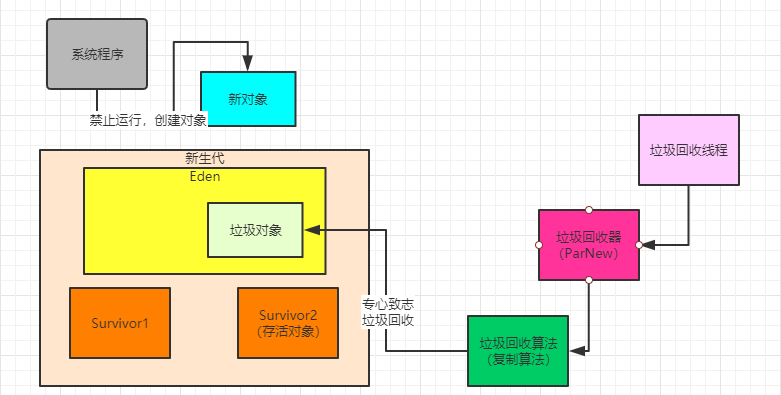 系统程序
新对象
禁止运行，创建对象
垃圾回收线程
新生代
Eden
垃圾对象
垃圾回收器
（ParNew）
专心致志
垃圾回收
Survivor1
Survivor2
（存活对象）
垃圾回收算法
（复制算法）